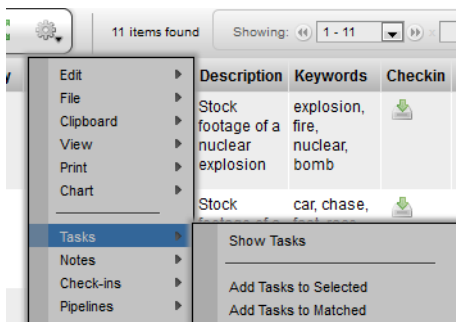 11 items found
Showing: 1 - 11
Description Keywords Checkin
Edit
File
Clipboard
View
Print
Chart
Tasks
Notes
Check-ins
Pipelines
Stock
footage of a
nuclear
explosion
explosion,
fire,
nuclear,
bomb
Stock
car, chase,
Show Tasks
Add Tasks to Selected
Add Tasks to Matched